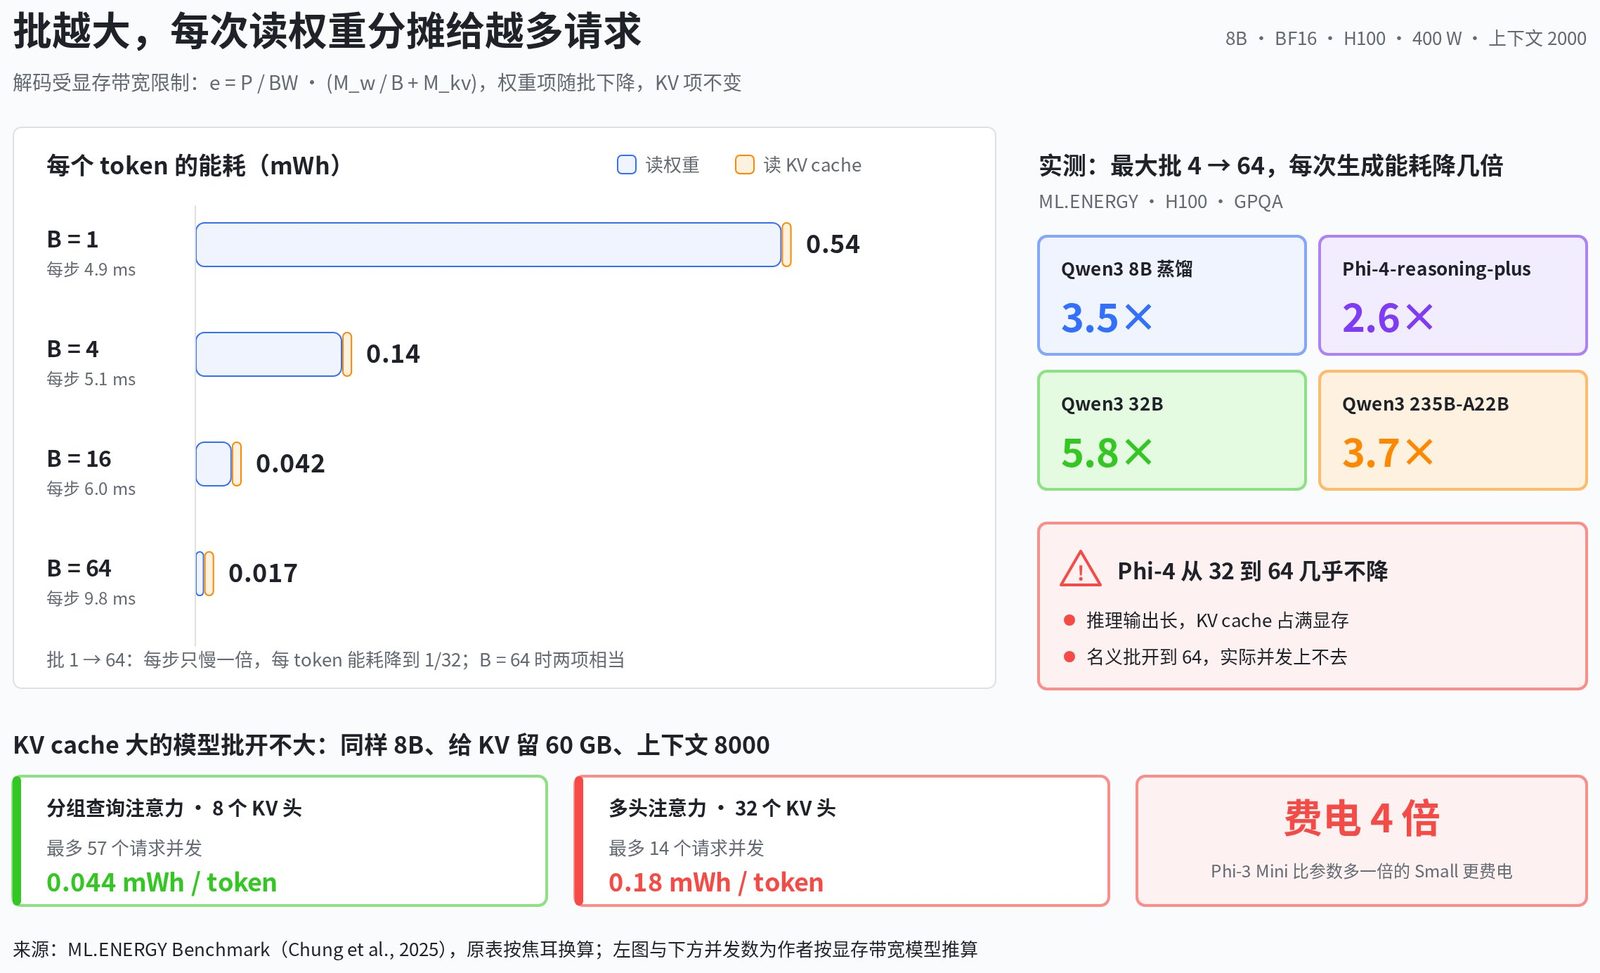 批越大，每次读权重分摊给越多请求
8B · BF16 · H100 · 400 W · 上下文 2000
解码受显存带宽限制：e = P / BW · (M_w / B + M_kv)，权重项随批下降，KV 项不变
每个 token 的能耗（mWh）
读权重
读 KV cache
B = 1
每步 4.9 ms
0.54
B = 4
每步 5.1 ms
0.14
B = 16
每步 6.0 ms
0.042
B = 64
每步 9.8 ms
0.017
批 1 → 64：每步只慢一倍，每 token 能耗降到 1/32；B = 64 时两项相当
实测：最大批 4 → 64，每次生成能耗降几倍
ML.ENERGY · H100 · GPQA
Qwen3 8B 蒸馏
3.5×
Phi-4-reasoning-plus
2.6×
Qwen3 32B
5.8×
Qwen3 235B-A22B
3.7×
Phi-4 从 32 到 64 几乎不降
推理输出长，KV cache 占满显存
名义批开到 64，实际并发上不去
KV cache 大的模型批开不大：同样 8B、给 KV 留 60 GB、上下文 8000
分组查询注意力 · 8 个 KV 头
最多 57 个请求并发
0.044 mWh / token
多头注意力 · 32 个 KV 头
最多 14 个请求并发
0.18 mWh / token
费电 4 倍
Phi-3 Mini 比参数多一倍的 Small 更费电
来源：ML.ENERGY Benchmark（Chung et al., 2025），原表按焦耳换算；左图与下方并发数为作者按显存带宽模型推算